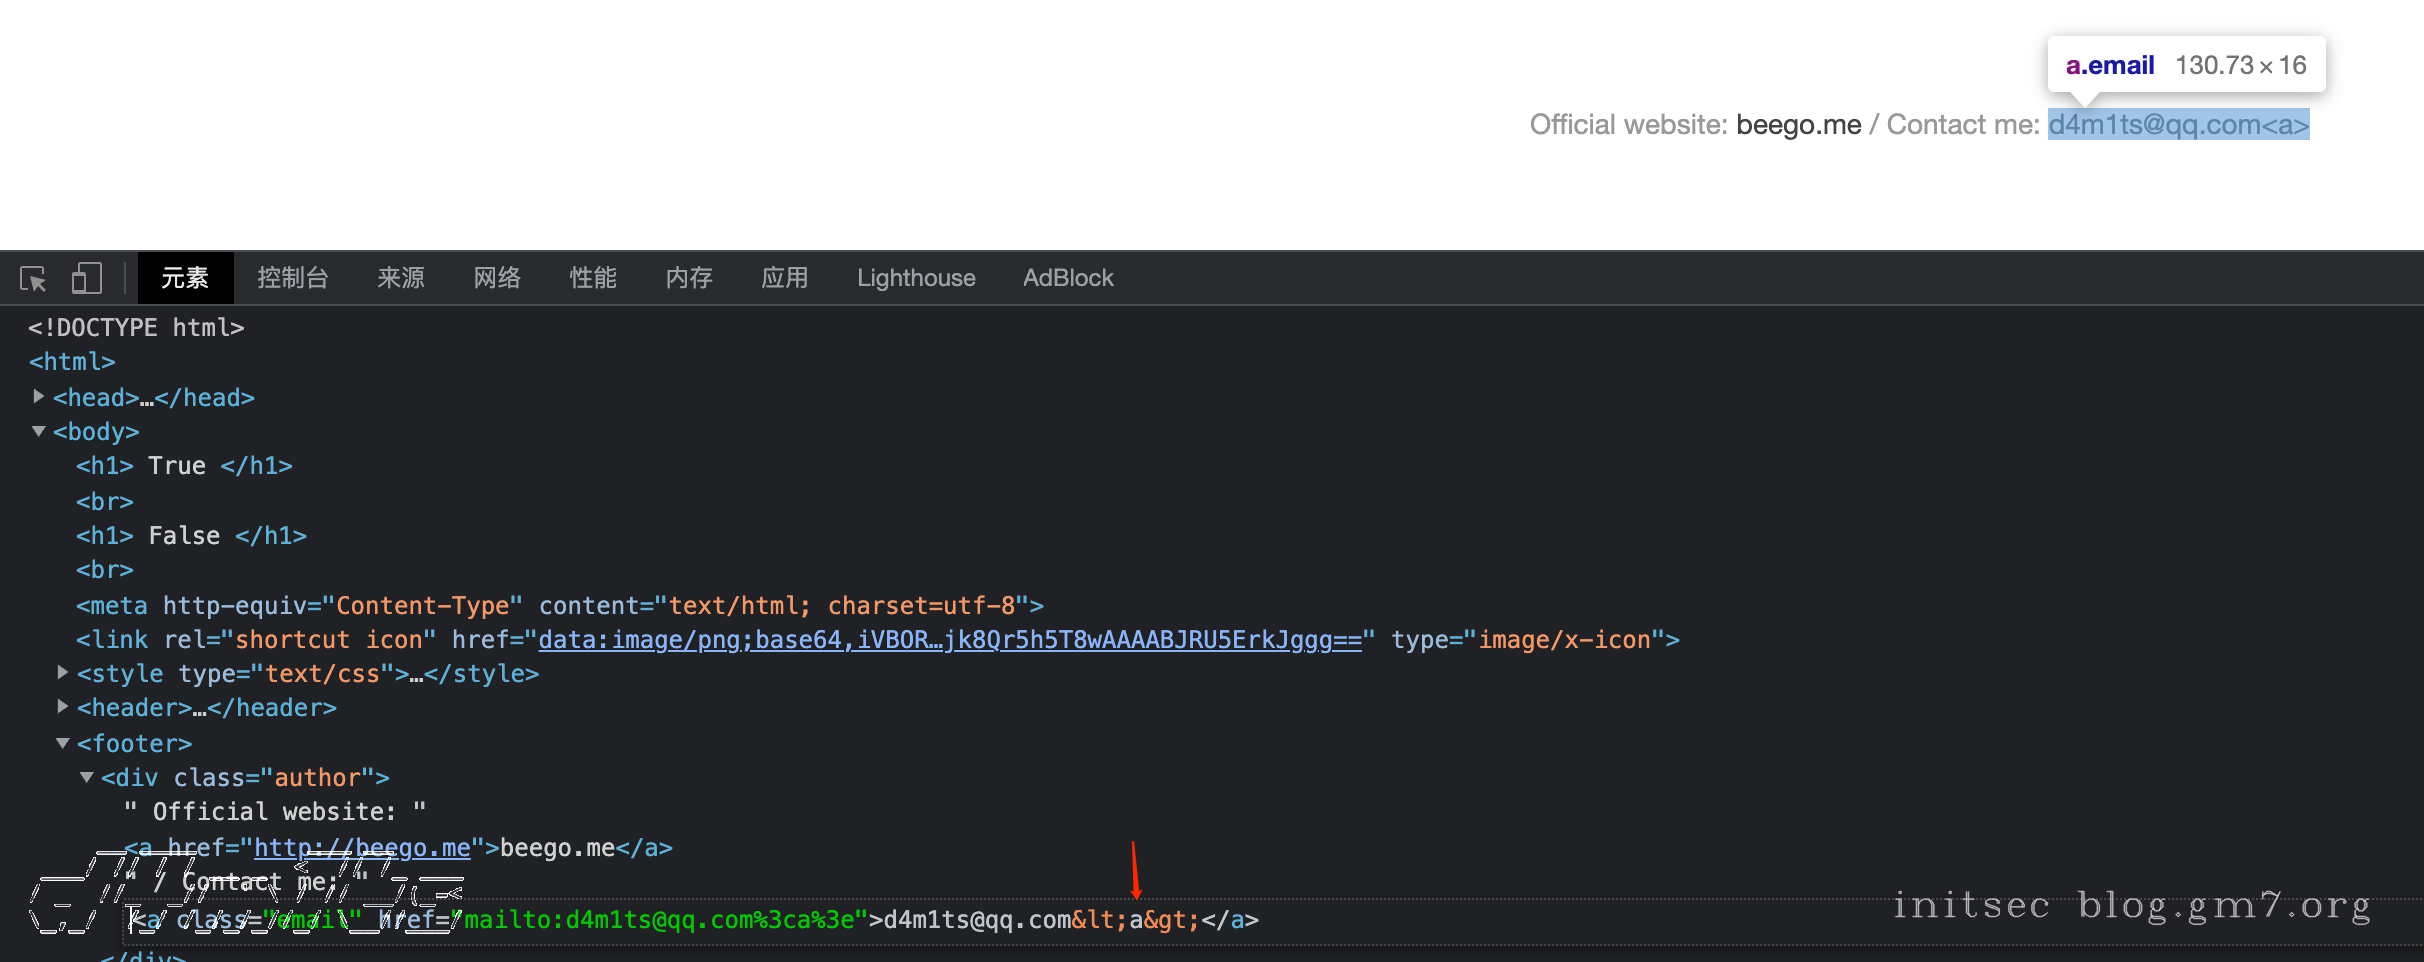 a.email 130.73 × 16
Official website: beego.me / Contact me: d4m1ts@qq.com<a>
元素 控制台 来源 网络 性能 内存 应用 Lighthouse AdBlock
<!DOCTYPE html>
<html>
<head>…</head>
<body>
<h1> True </h1>
<br>
<h1> False </h1>
<br>
<meta http-equiv="Content-Type" content="text/html; charset=utf-8">
<link rel="shortcut icon" href="data:image/png;base64,iVBOR…jk8Qr5h5T8wAAAABJRU5ErkJggg==" type="image/x-icon">
<style type="text/css">…</style>
<header>…</header>
<footer>
<div class="author">
" Official website: "
<a href="http://beego.me">beego.me</a>
" / Contact me: "
<a class="email" href="mailto:d4m1ts@qq.com%3ca%3e">d4m1ts@qq.com&lt;a&gt;</a>
initsec blog.gm7.org
</div>